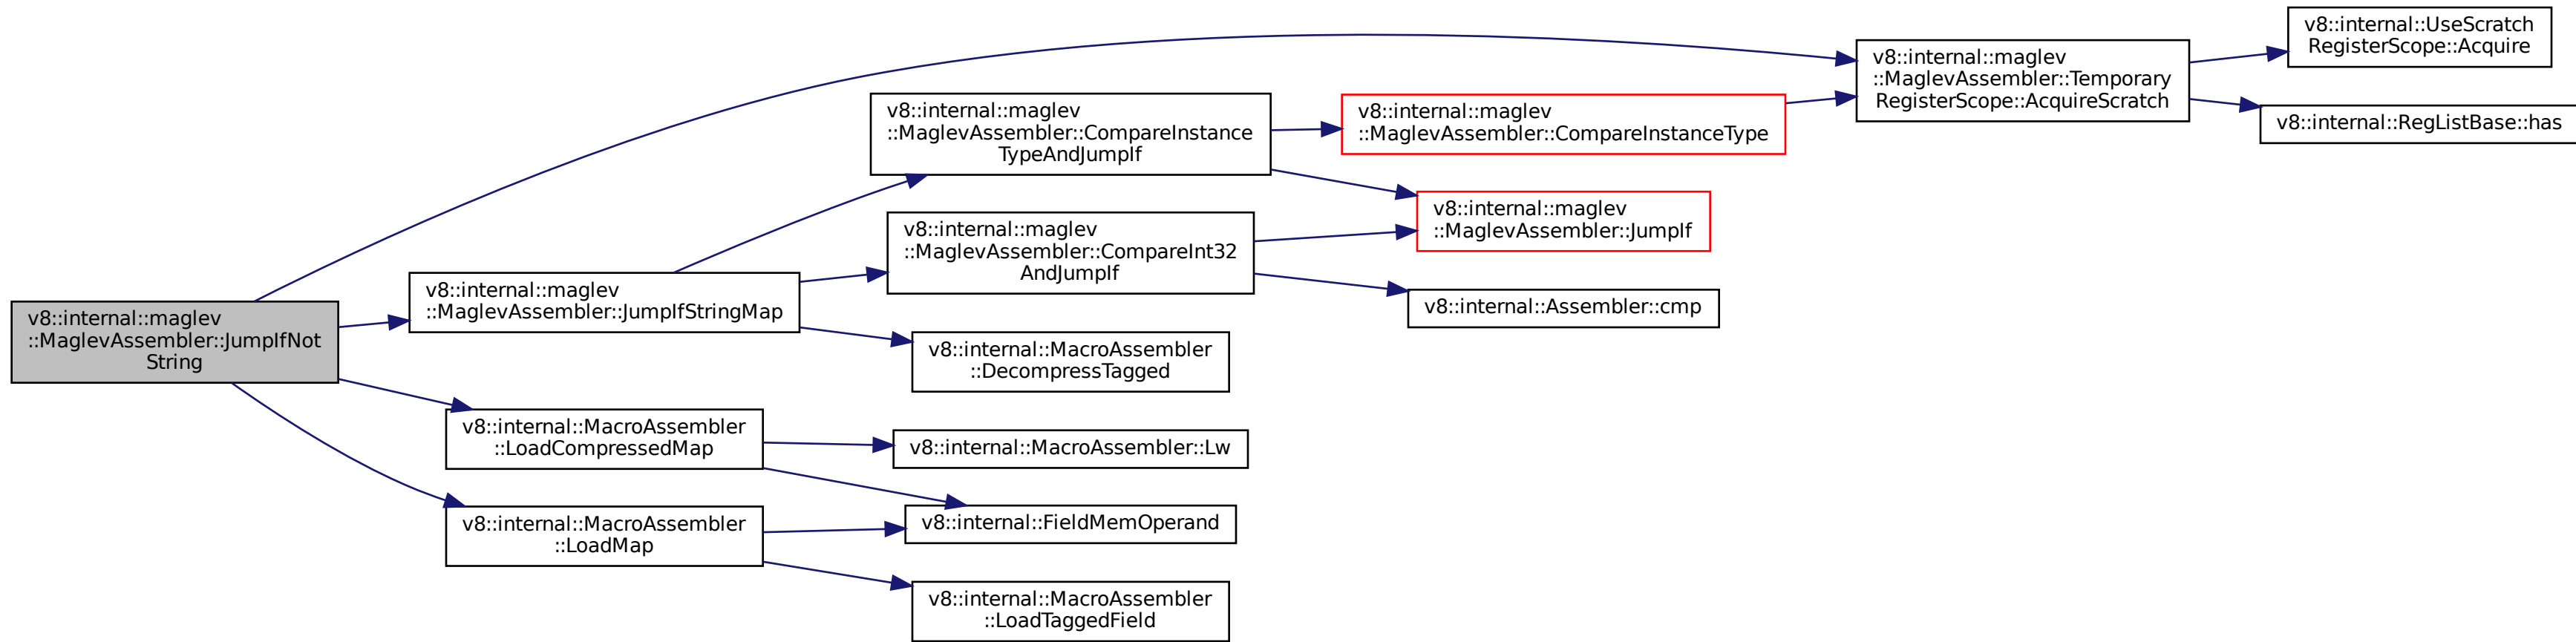 v8::internal::maglev
::MaglevAssembler::JumpIfNot
String
v8::internal::maglev
::MaglevAssembler::JumpIfStringMap
v8::internal::MacroAssembler
::LoadCompressedMap
v8::internal::MacroAssembler
::LoadMap
v8::internal::maglev
::MaglevAssembler::CompareInstance
TypeAndJumpIf
v8::internal::maglev
::MaglevAssembler::CompareInt32
AndJumpIf
v8::internal::MacroAssembler
::DecompressTagged
v8::internal::MacroAssembler::Lw
v8::internal::FieldMemOperand
v8::internal::MacroAssembler
::LoadTaggedField
v8::internal::maglev
::MaglevAssembler::CompareInstanceType
v8::internal::maglev
::MaglevAssembler::JumpIf
v8::internal::Assembler::cmp
v8::internal::maglev
::MaglevAssembler::Temporary
RegisterScope::AcquireScratch
v8::internal::UseScratch
RegisterScope::Acquire
v8::internal::RegListBase::has